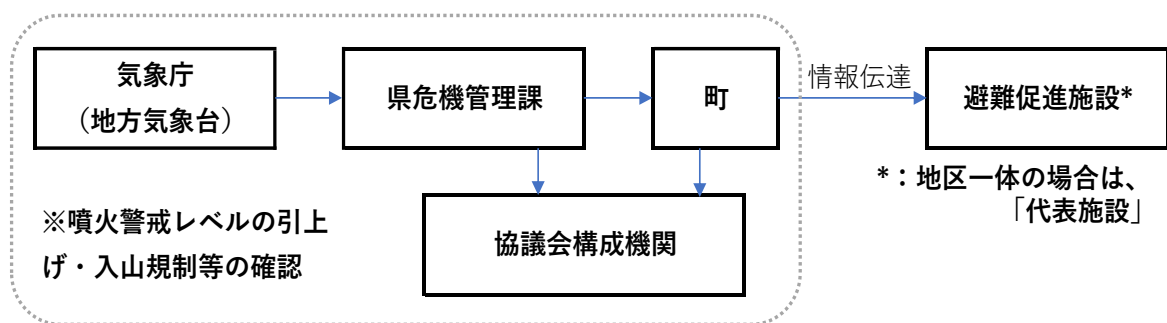 気象庁
（地方気象台）
県危機管理課
町
情報伝達
避難促進施設*
*：地区一体の場合は、
「代表施設」
※噴火警戒レベルの引上
げ・入山規制等の確認
協議会構成機関